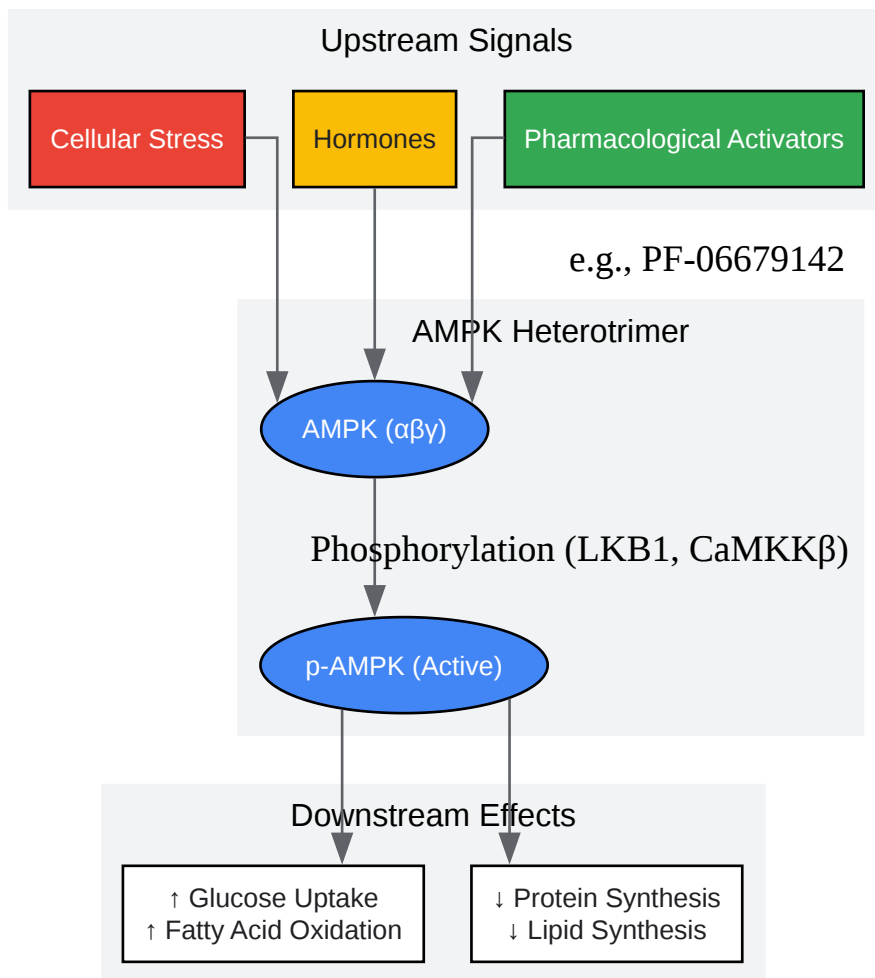 Upstream Signals
Cellular Stress
Hormones
Pharmacological Activators
e.g., PF-06679142
AMPK Heterotrimer
AMPK (αβγ)
Phosphorylation (LKB1, CaMKKβ)
p-AMPK (Active)
Downstream Effects
↑ Glucose Uptake
↑ Fatty Acid Oxidation
↓ Protein Synthesis
↓ Lipid Synthesis